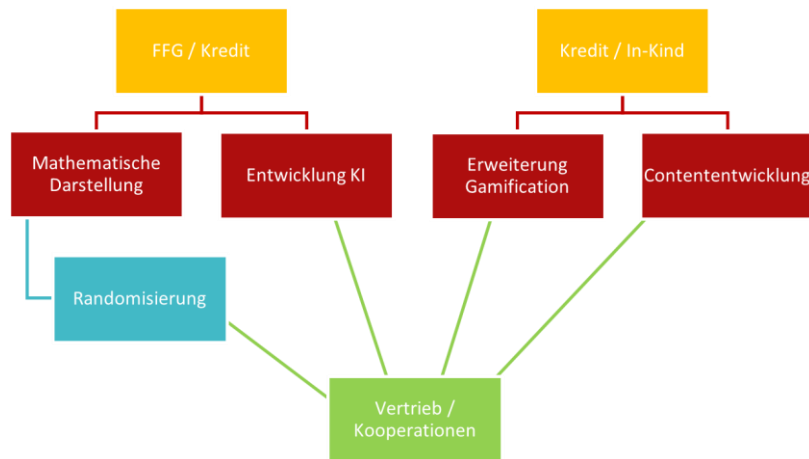 FFG / Kredit
Kredit / In-Kind
Mathematische
Darstellung
Entwicklung KI
Erweiterung
Gamification
Contententwicklung
Randomisierung
Vertrieb /
Kooperationen